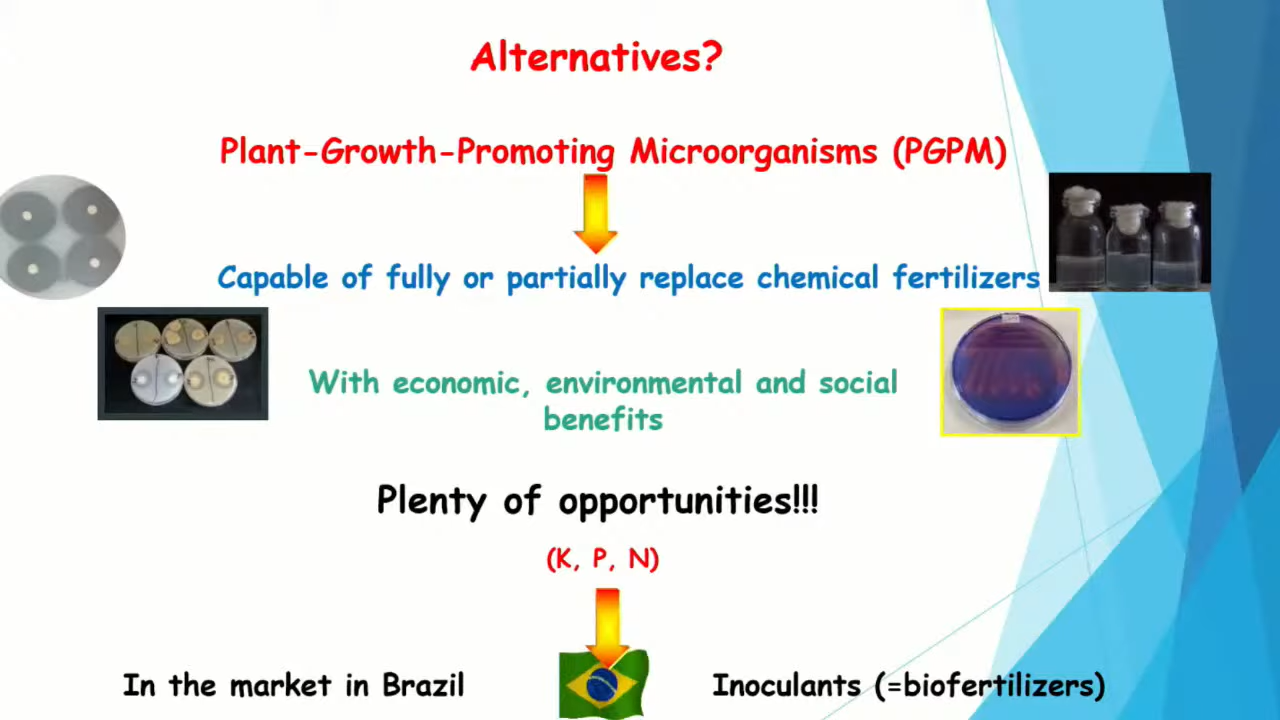 Alternatives?
Plant-Growth-Promoting Microorganisms (PGPM)
Capable of fully or partially replace chemical fertilizers
With economic, environmental and social
benefits
Plenty of opportunities!!!
(K, P, N)
In the market in Brazil
Inoculants (=biofertilizers)